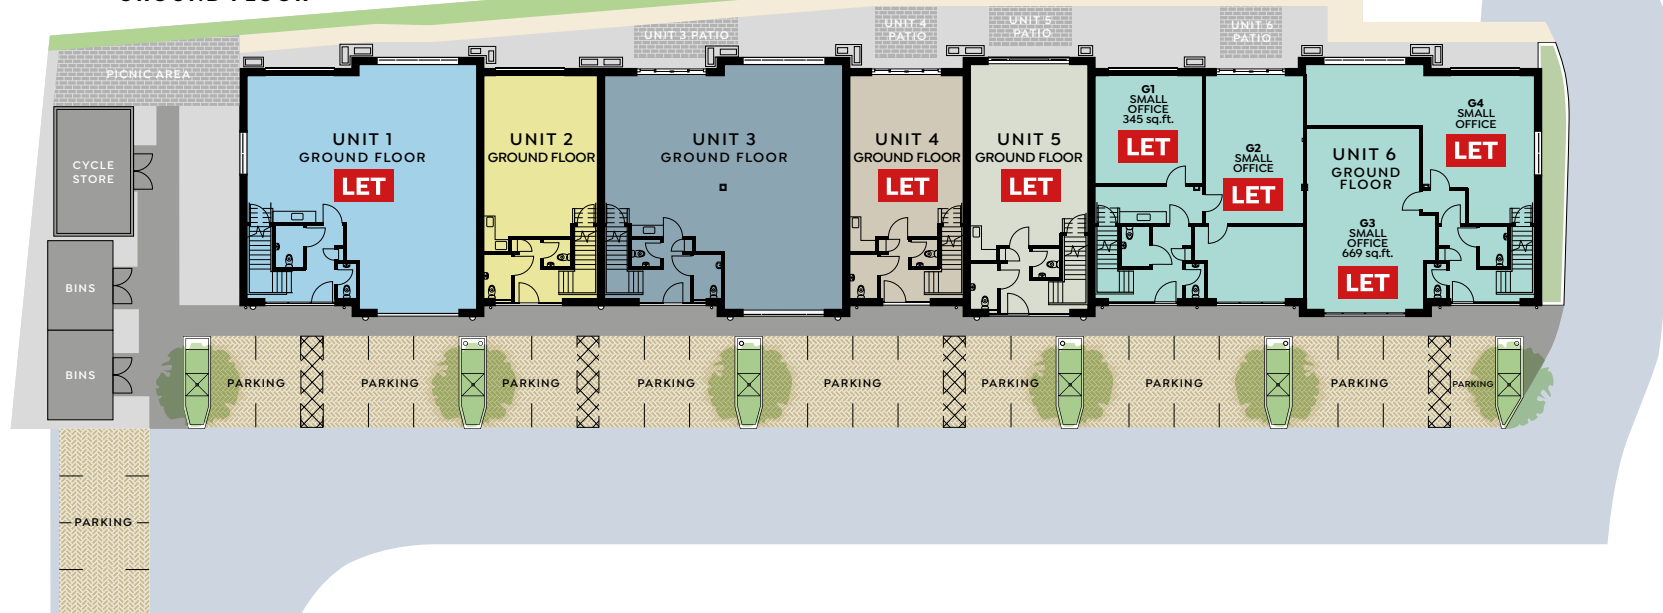 GROUND FLOOR
UNIT 3 PATIO
UNIT 4
PATIO
UNIT 5
PATIO
UNIT 6
PATIO
PICNIC AREA
CYCLE
STORE
BINS
BINS
UNIT 1
GROUND FLOOR
LET
UNIT 2
GROUND FLOOR
UNIT 3
GROUND FLOOR
UNIT 4
GROUND FLOOR
LET
UNIT 5
GROUND FLOOR
LET
G1
SMALL
OFFICE
345 sq.ft.
LET
G2
SMALL
OFFICE
LET
UNIT 6
GROUND
FLOOR
G3
SMALL
OFFICE
669 sq.ft.
LET
G4
SMALL
OFFICE
LET
PARKING
PARKING
PARKING
PARKING
PARKING
PARKING
PARKING
PARKING
PARKING
PARKING